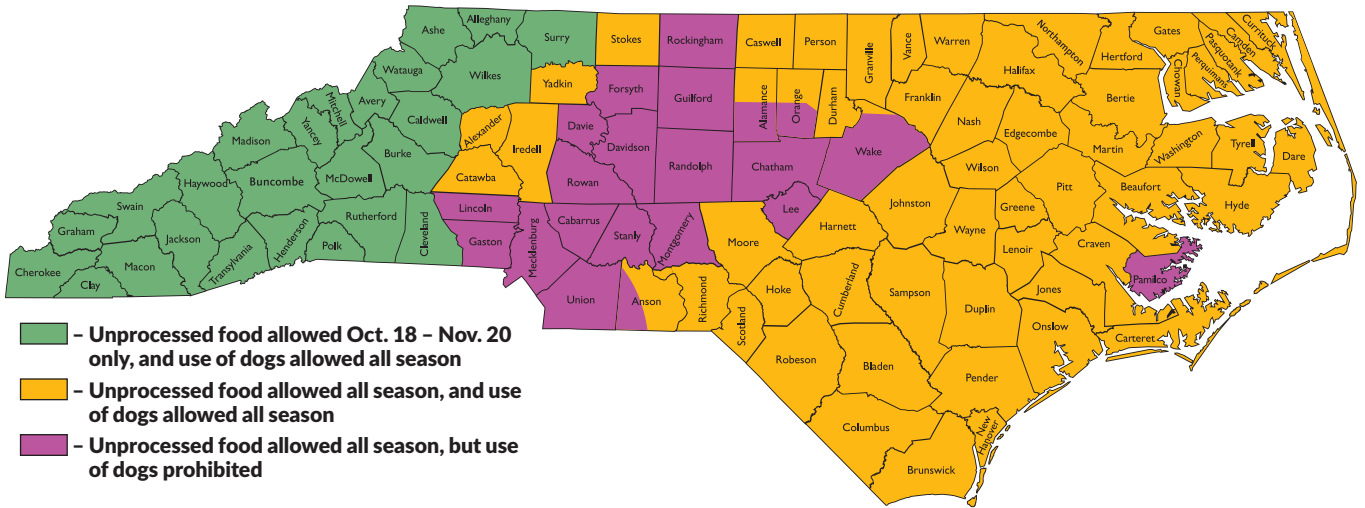 Alleghany
Ashe
Surry
Stokes
Rockingham
Caswell
Person
Granville
Vance
Warren
Northampton
Hertford
Gates
Currituck
Camden
Pasquotank
Perquimans
Chowan
Watauga
Wilkes
Yadkin
Forsyth
Guilford
Alamance
Orange
Durham
Franklin
Halifax
Bertie
Mitchell
Avery
Caldwell
Alexander
Iredell
Davie
Davidson
Nash
Edgecombe
Madison
Yancey
Burke
Catawba
Rowan
Randolph
Chatham
Wake
Wilson
Martin
Washington
Tyrell
Dare
Haywood
Buncombe
McDowell
Pitt
Beaufort
Hyde
Swain
Graham
Jackson
Transylvania
Henderson
Polk
Rutherford
Cleveland
Lincoln
Gaston
Mecklenburg
Cabarrus
Stanly
Montgomery
Moore
Lee
Harnett
Johnston
Wayne
Greene
Lenoir
Craven
Pamilco
Cherokee
Clay
Macon
Union
Anson
Richmond
Scotland
Hoke
Cumberland
Sampson
Duplin
Jones
Onslow
Carteret
Robeson
Bladen
Pender
Columbus
New
Hanover
Brunswick
– Unprocessed food allowed Oct. 18 – Nov. 20
only, and use of dogs allowed all season
– Unprocessed food allowed all season, and use
of dogs allowed all season
– Unprocessed food allowed all season, but use
of dogs prohibited